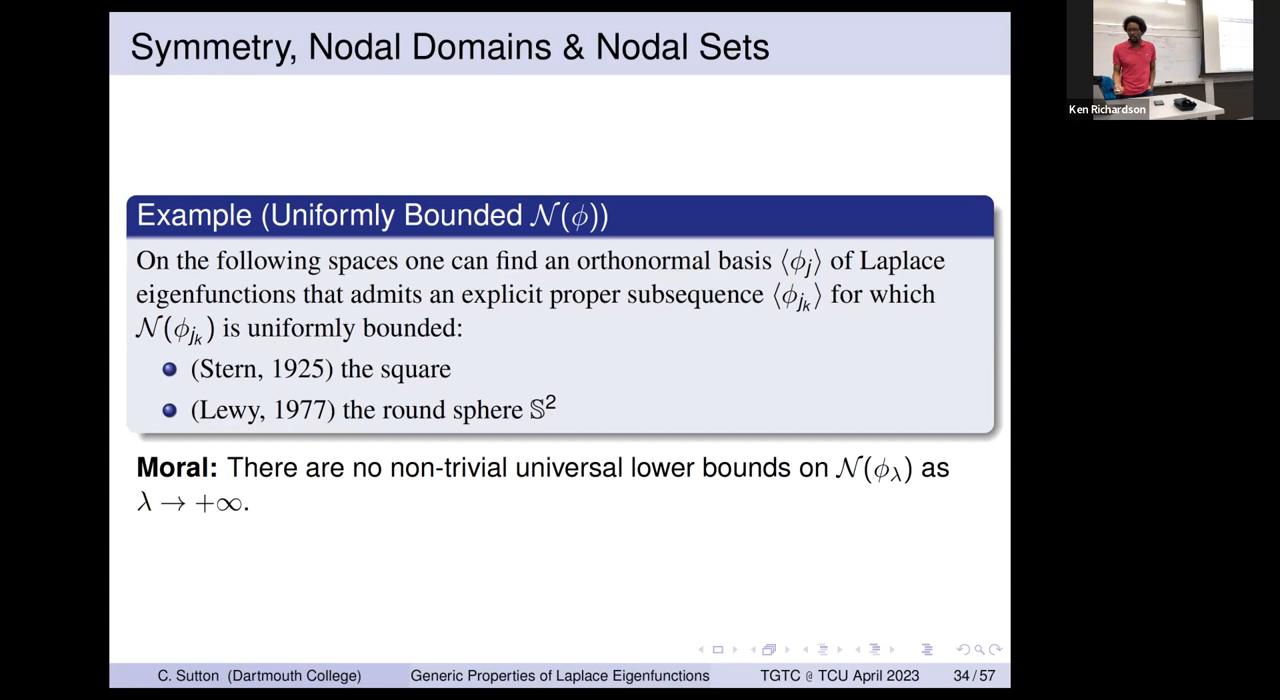 Symmetry, Nodal Domains & Nodal Sets
Ken Richardson
Example (Uniformly Bounded 𝒩(ϕ))
On the following spaces one can find an orthonormal basis ⟨ϕⱼ⟩ of Laplace
eigenfunctions that admits an explicit proper subsequence ⟨ϕ_{j_k}⟩ for which
𝒩(ϕ_{j_k}) is uniformly bounded:
(Stern, 1925) the square
(Lewy, 1977) the round sphere 𝕊²
Moral: There are no non-trivial universal lower bounds on 𝒩(ϕ_λ) as
λ → +∞.
C. Sutton (Dartmouth College) Generic Properties of Laplace Eigenfunctions TGTC @ TCU April 2023 34 / 57